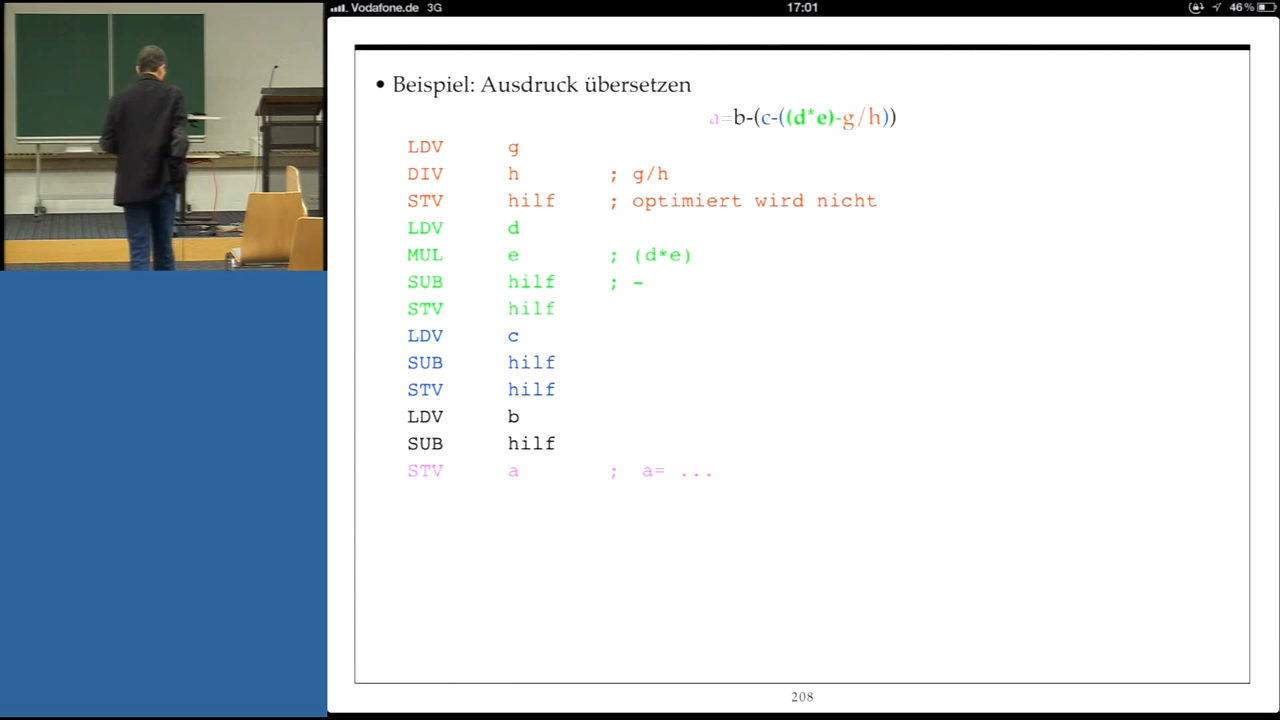 Vodafone.de 3G 17:01 46 %
• Beispiel: Ausdruck übersetzen
a=b-(c-((d*e)-g/h))
LDV g
DIV h ; g/h
STV hilf ; optimiert wird nicht
LDV d
MUL e ; (d*e)
SUB hilf ; -
STV hilf
LDV c
SUB hilf
STV hilf
LDV b
SUB hilf
STV a ; a= ...
208